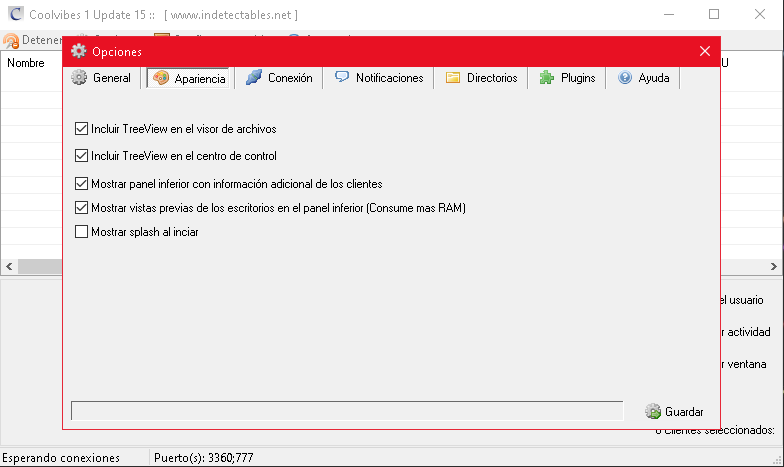 Coolvibes 1 Update 15 :: [ www.indetectables.net ]
Detener
Opciones
Nombre
U
General
Apariencia
Conexión
Notificaciones
Directorios
Plugins
Ayuda
Incluir TreeView en el visor de archivos
Incluir TreeView en el centro de control
Mostrar panel inferior con información adicional de los clientes
Mostrar vistas previas de los escritorios en el panel inferior (Consume mas RAM)
Mostrar splash al inciar
el usuario
r actividad
r ventana
Guardar
0 Clientes seleccionados:
Esperando conexiones
Puerto(s): 3360;777